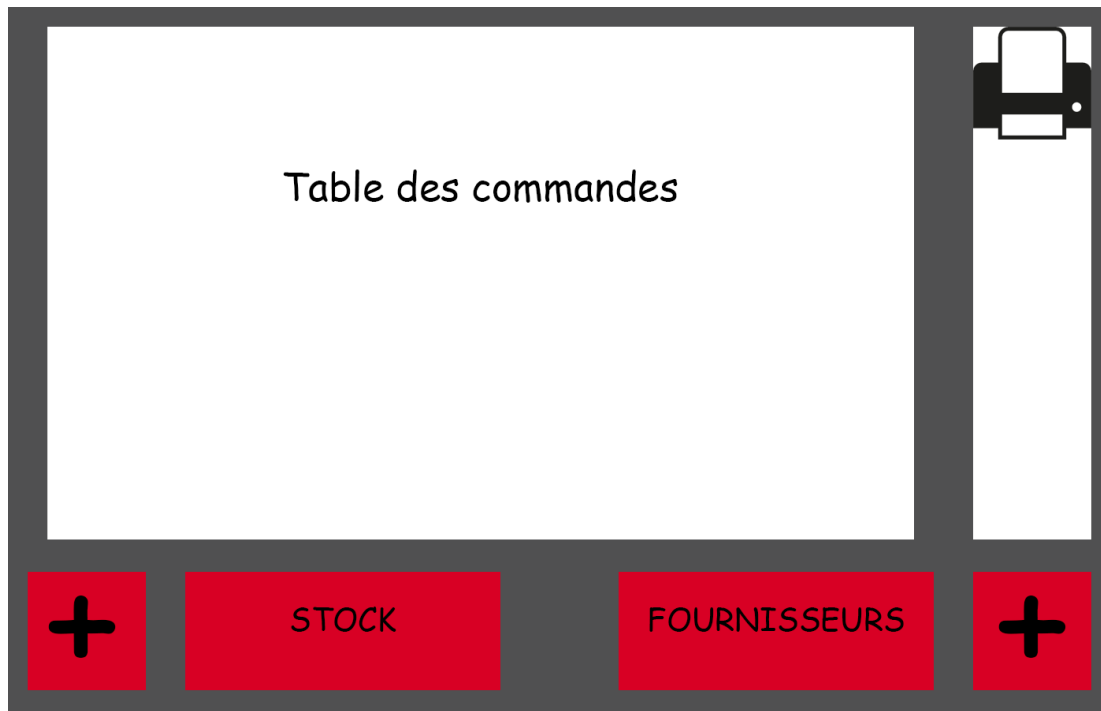 Table des commandes
+
STOCK
FOURNISSEURS
+